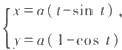 x=a(t-sin t),
y=a(1-cos t)